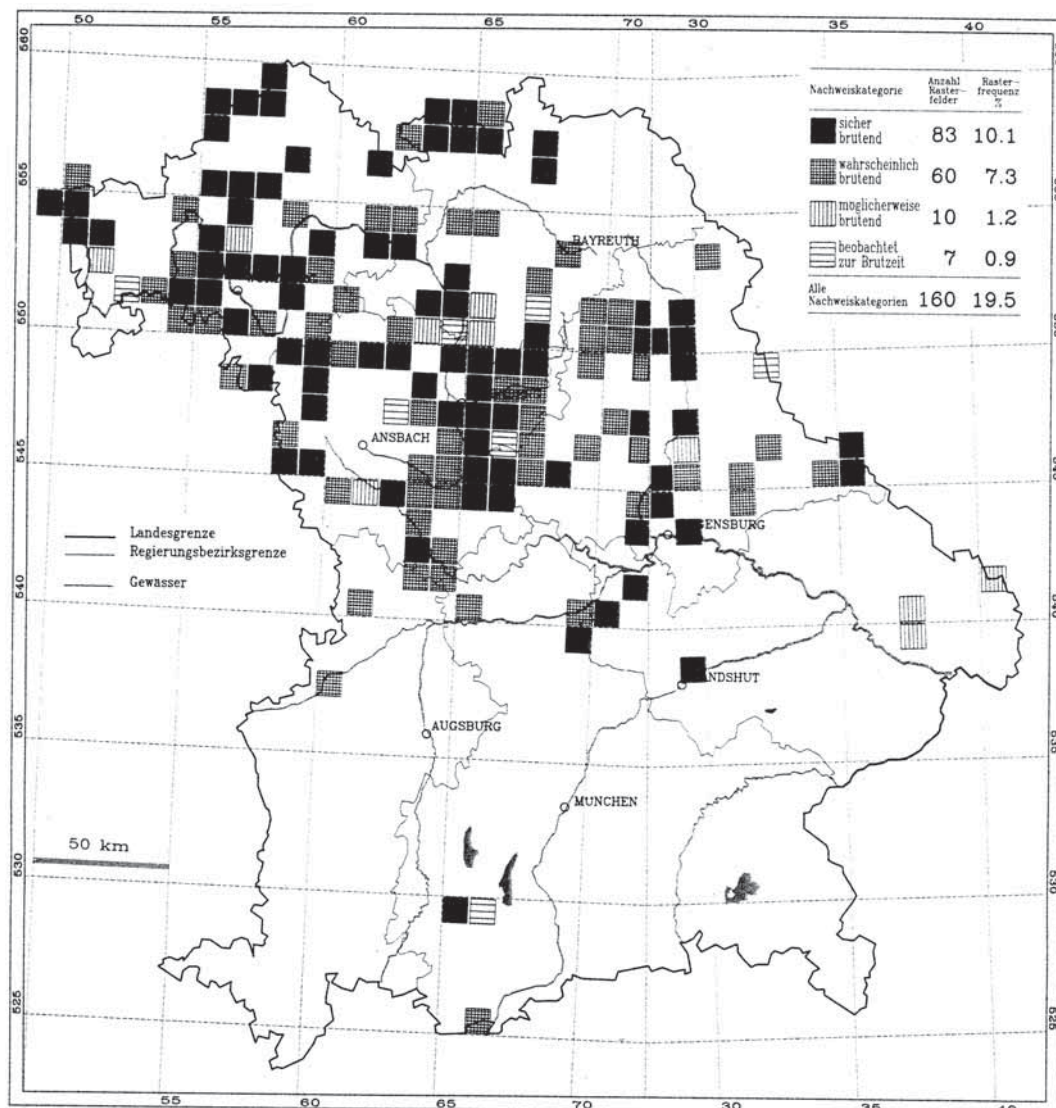 50 55 60 65 70 35 40
560
555
550
545
540
535
530
525
Nachweiskategorie Anzahl Raster- felder Raster- frequenz %
sicher brütend 83 10.1
wahrscheinlich brütend 60 7.3
möglicherweise brütend 10 1.2
beobachtet zur Brutzeit 7 0.9
Alle Nachweiskategorien 160 19.5
BAYREUTH
ANSBACH
GENSBURG
Landesgrenze
Regierungsbezirksgrenze
Gewässer
NDSHUT
AUGSBURG
MUNCHEN
50 km
55 60 65 70 30 35